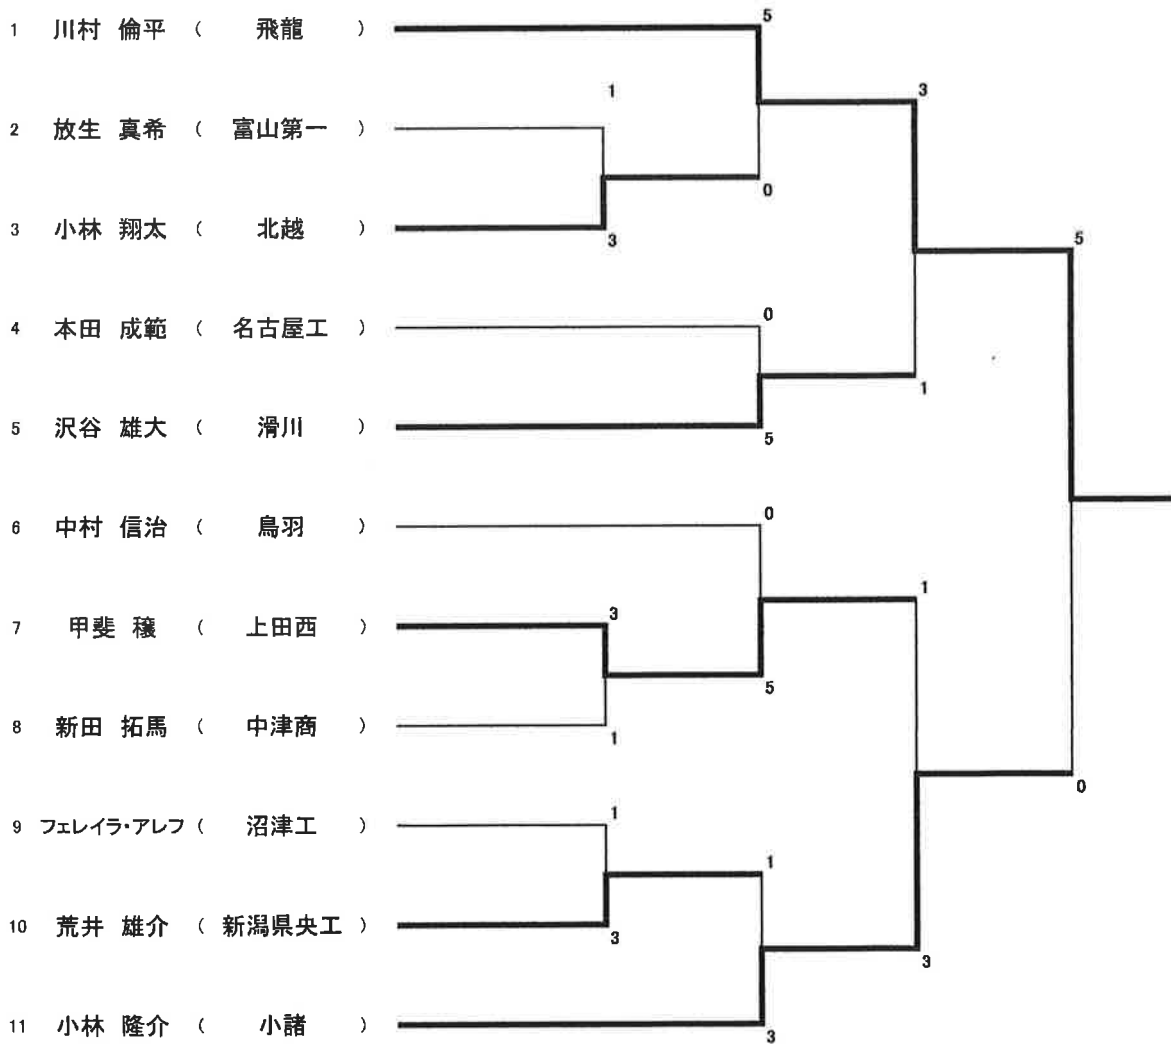 1 川村 倫平 ( 飛龍 )
5
3
1
2 放生 真希 ( 富山第一 )
0
3 小林 翔太 ( 北越 )
3
5
4 本田 成範 ( 名古屋工 )
0
1
5 沢谷 雄大 ( 滑川 )
5
6 中村 信治 ( 鳥羽 )
0
1
7 甲斐 穣 ( 上田西 )
3
5
8 新田 拓馬 ( 中津商 )
1
0
9 フェレイラ・アレフ ( 沼津工 )
1
1
10 荒井 雄介 ( 新潟県央工 )
3
3
11 小林 隆介 ( 小諸 )
3